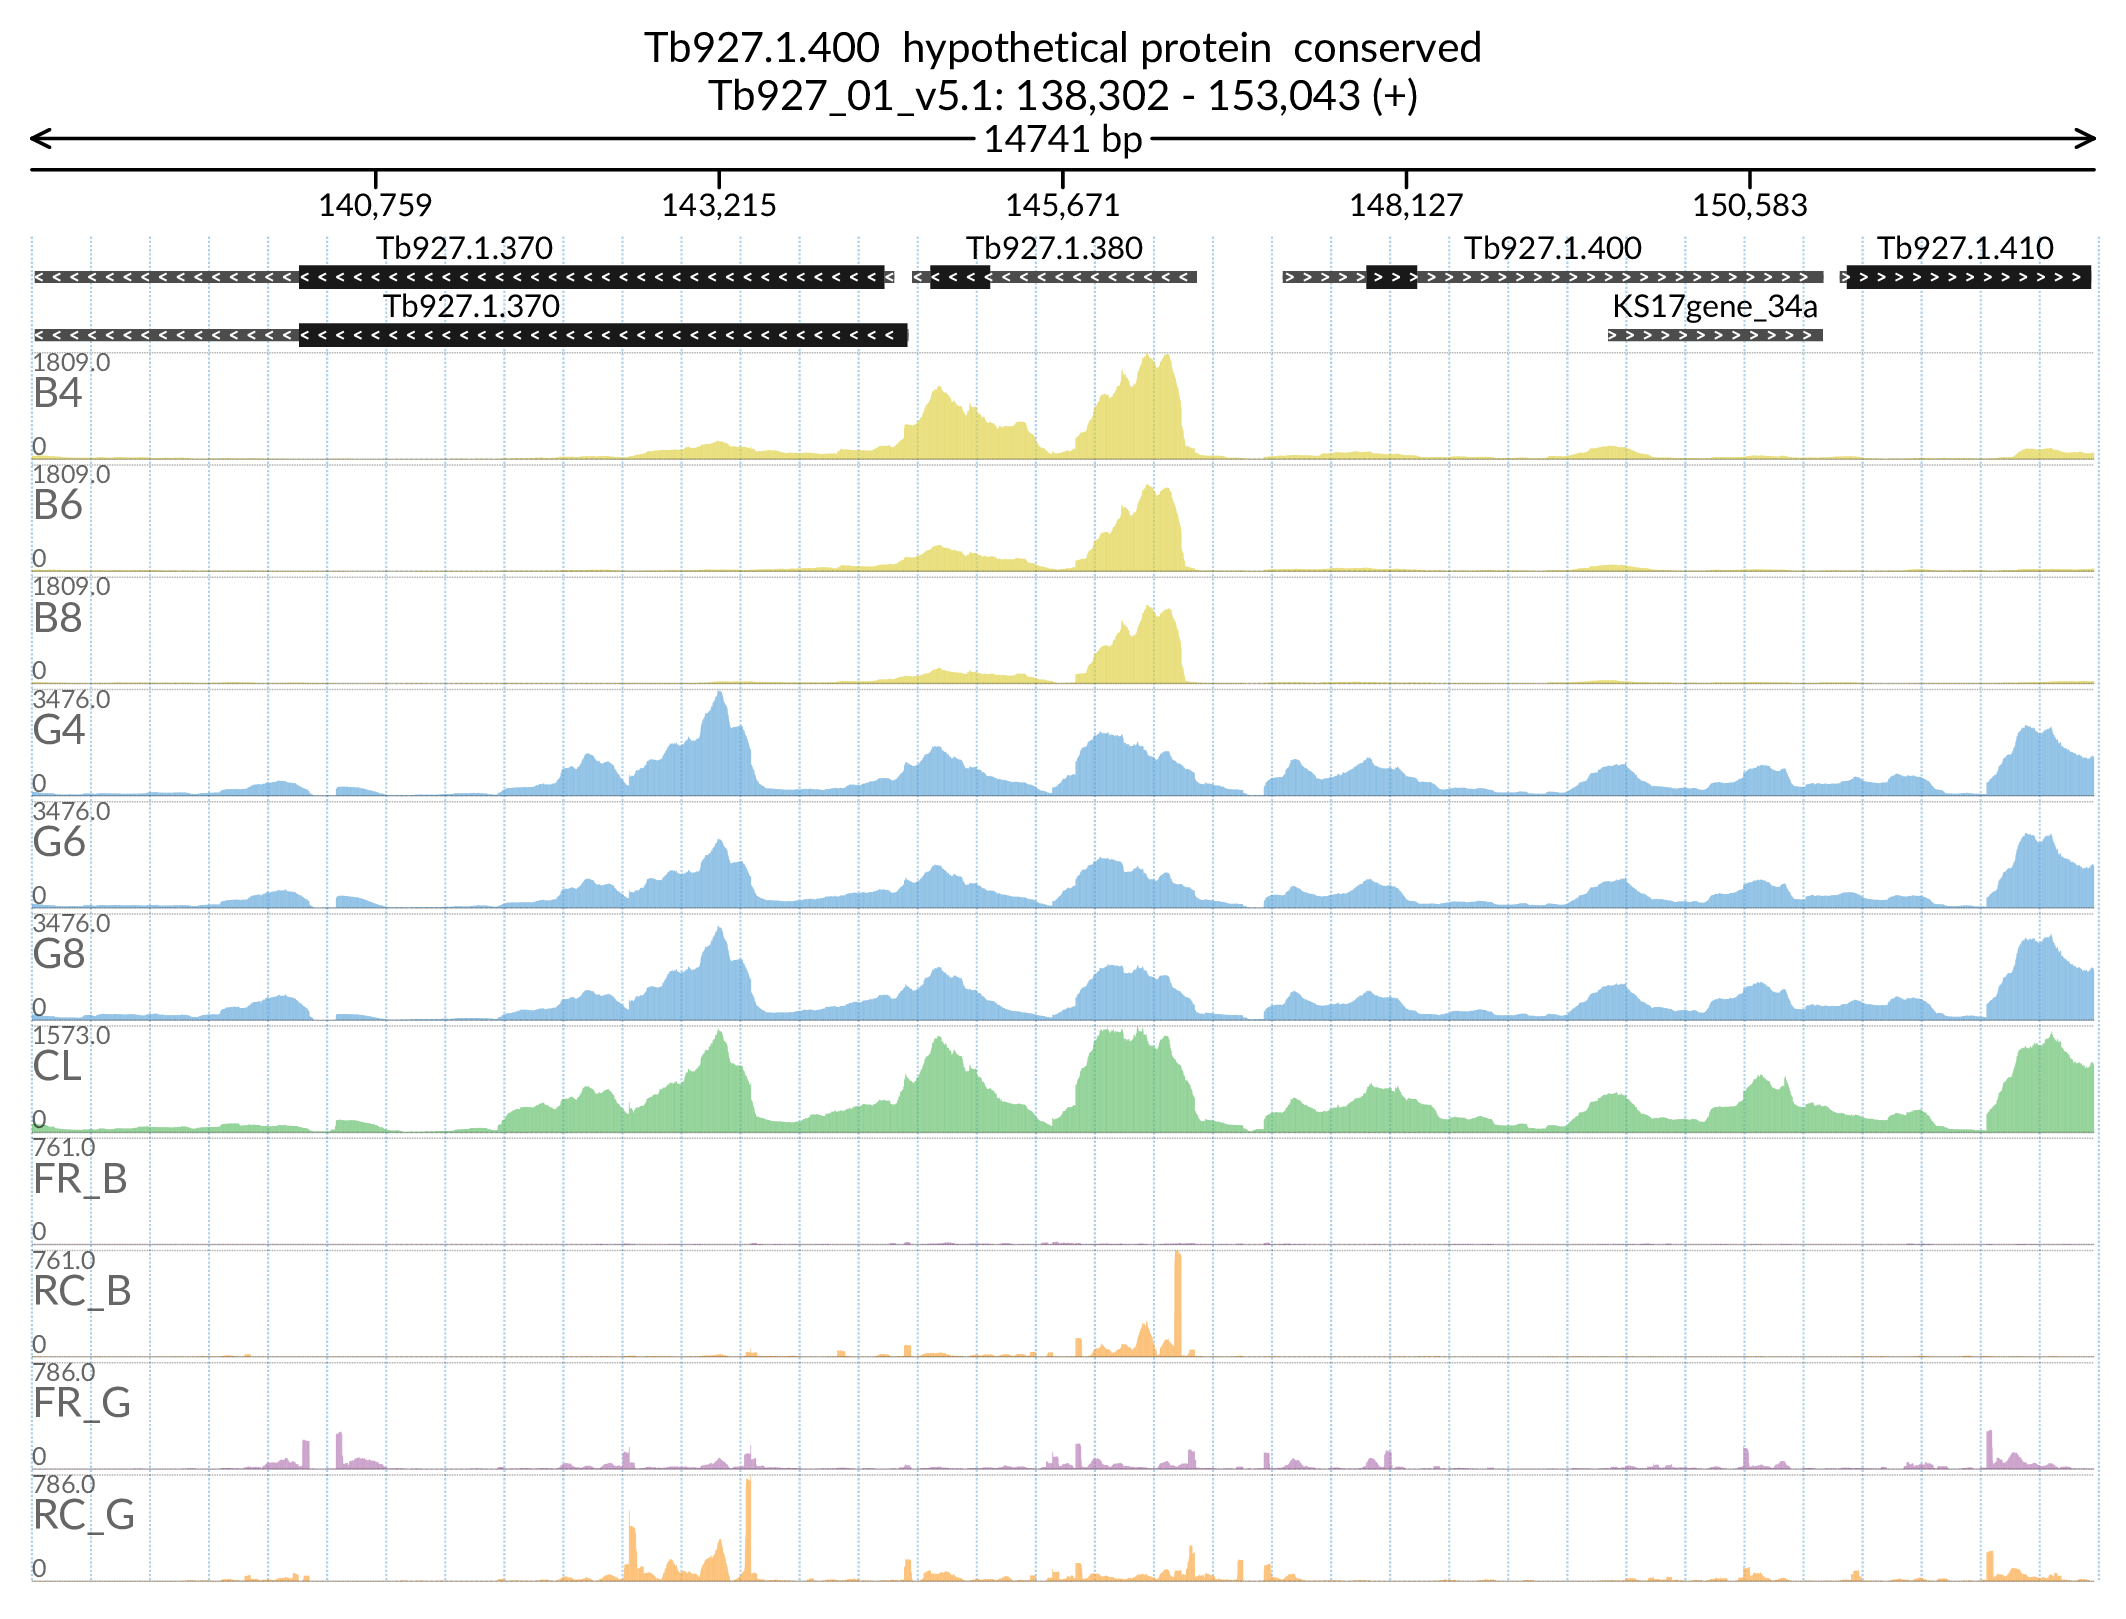 Tb927.1.400 hypothetical protein conserved
Tb927_01_v5.1: 138,302 - 153,043 (+)
14741 bp
140,759 143,215 145,671 148,127 150,583
Tb927.1.370 Tb927.1.380 Tb927.1.400 Tb927.1.410
Tb927.1.370 KS17gene_34a
1809.0
B4
0
1809.0
B6
0
1809.0
B8
0
3476.0
G4
0
3476.0
G6
0
3476.0
G8
0
1573.0
CL
0
761.0
FR_B
0
761.0
RC_B
0
786.0
FR_G
0
786.0
RC_G
0